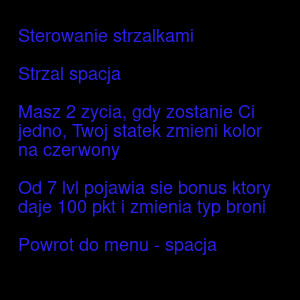 Sterowanie strzalkami
Strzal spacja
Masz 2 zycia, gdy zostanie Ci
jedno, Twoj statek zmieni kolor
na czerwony
Od 7 lvl pojawia sie bonus ktory
daje 100 pkt i zmienia typ broni
Powrot do menu - spacja